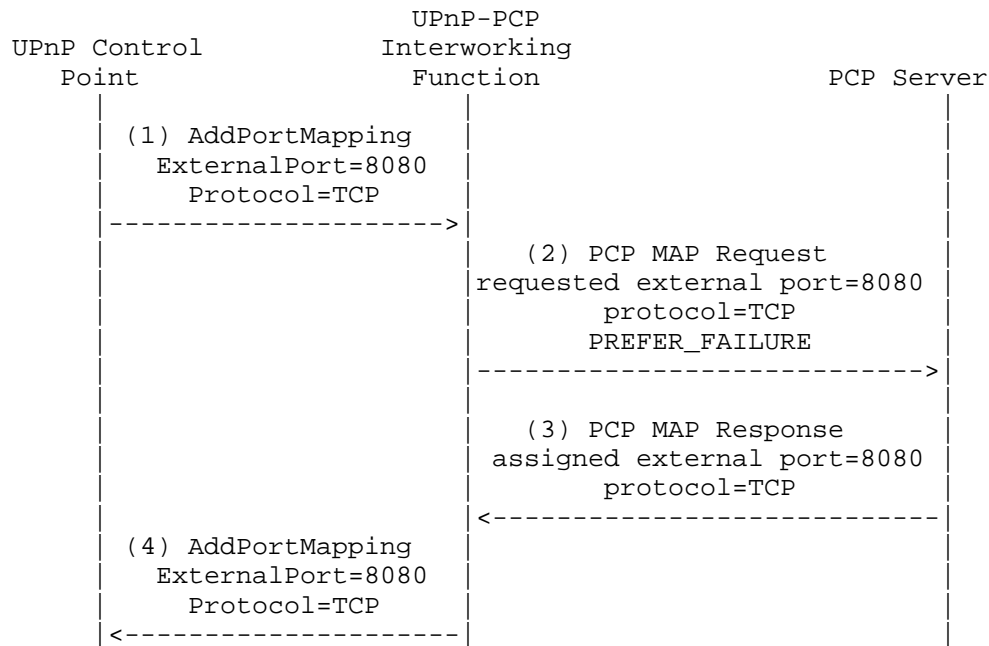 UPnP-PCP
UPnP Control Interworking
Point Function PCP Server
(1) AddPortMapping
ExternalPort=8080
Protocol=TCP
(2) PCP MAP Request
requested external port=8080
protocol=TCP
PREFER_FAILURE
(3) PCP MAP Response
assigned external port=8080
protocol=TCP
(4) AddPortMapping
ExternalPort=8080
Protocol=TCP